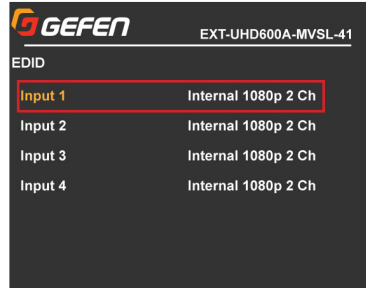 GEFEN
EXT-UHD600A-MVSL-41
EDID
Input 1 Internal 1080p 2 Ch
Input 2 Internal 1080p 2 Ch
Input 3 Internal 1080p 2 Ch
Input 4 Internal 1080p 2 Ch